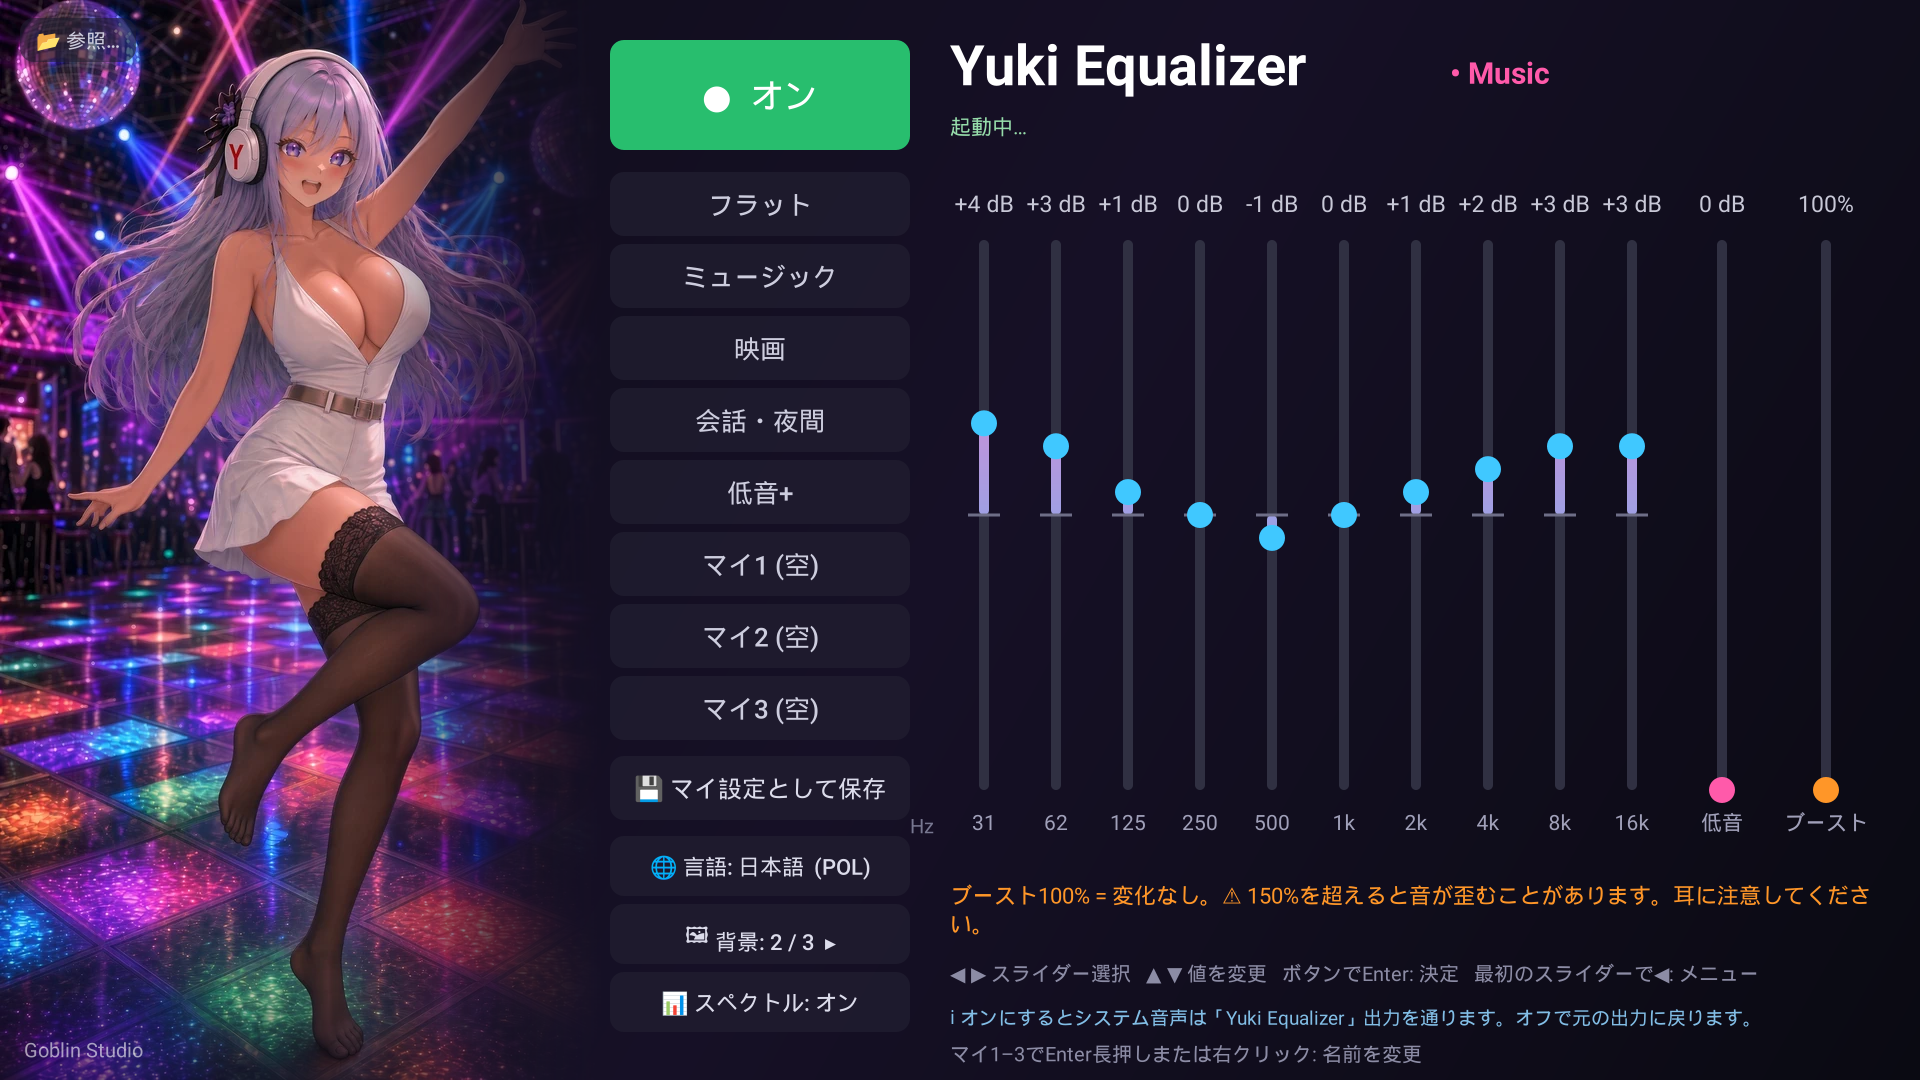 参照...
Y
オン
フラット
ミュージック
映画
会話・夜間
低音+
マイ1 (空)
マイ2 (空)
マイ3 (空)
マイ設定として保存
言語: 日本語 (POL)
背景: 2 / 3 ▸
スペクトル: オン
Goblin Studio
Yuki Equalizer
• Music
起動中...
+4 dB +3 dB +1 dB 0 dB -1 dB 0 dB +1 dB +2 dB +3 dB +3 dB 0 dB 100%
Hz 31 62 125 250 500 1k 2k 4k 8k 16k 低音 ブースト
ブースト100% = 変化なし。⚠ 150%を超えると音が歪むことがあります。耳に注意してくださ
い。
◀ ▶ スライダー選択 ▲ ▼ 値を変更 ボタンでEnter: 決定 最初のスライダーで◀: メニュー
i オンにするとシステム音声は「Yuki Equalizer」出力を通ります。オフで元の出力に戻ります。
マイ1–3でEnter長押しまたは右クリック: 名前を変更